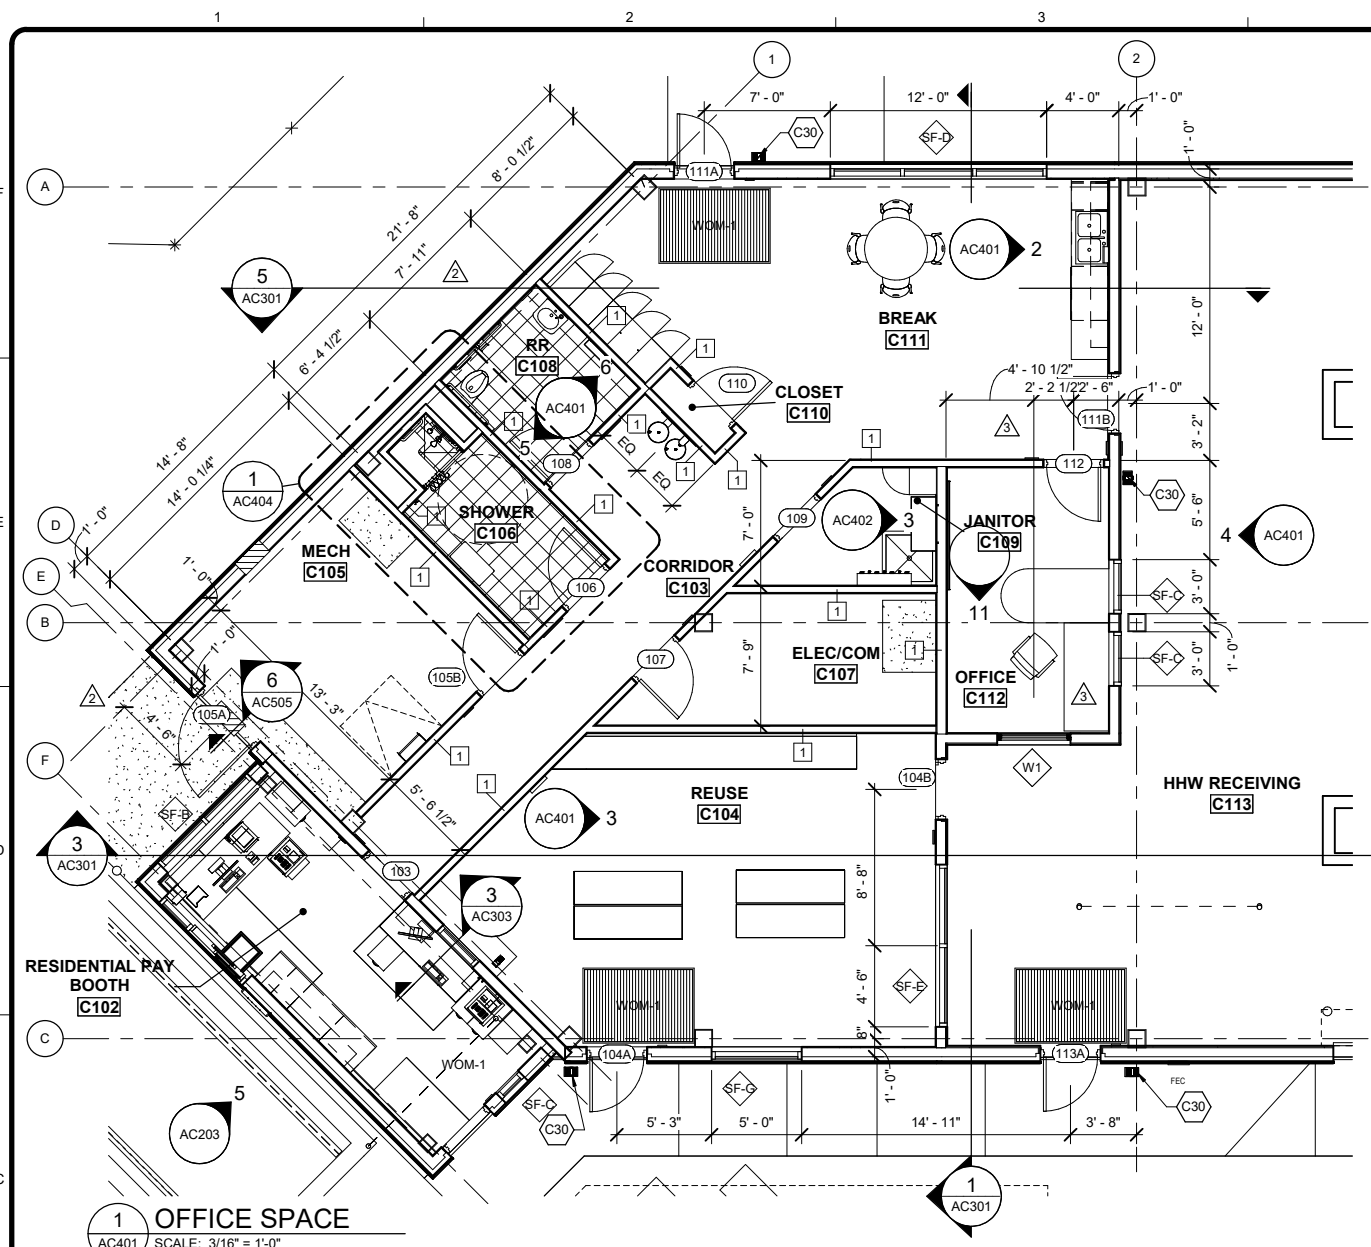 1
2
3
1
2
7' - 0"
12' - 0"
4' - 0"
1' - 0"
C30
SF-D
1' - 0"
8' - 0 1/2"
A
F
111A
WOM-1
21' - 8"
7' - 11"
2
AC401
2
5
AC301
12' - 0"
BREAK
C111
1
6' - 4 1/2"
RR
C108
6
1
110
4' - 10 1/2"
CLOSET
C110
2' - 2 1/2"
2' - 6"
1' - 0"
AC401
5
1
1
EQ
3
111B
3' - 2"
1
14' - 8"
14' - 0 1/4"
108
1
EQ
1
112
1
AC404
C30
5' - 6"
D
1' - 0"
E
SHOWER
C106
1
1
7' - 0"
109
AC402
3
JANITOR
C109
4
AC401
MECH
C105
1
CORRIDOR
C103
E
1' - 0"
106
SF-C
3' - 0"
B
1
1
11
1' - 0"
107
7' - 9"
ELEC/COM
C107
1
SF-C
3' - 0"
1' - 0"
105B
OFFICE
C112
6
AC505
13' - 3"
2
105A
4' - 6"
3
F
1
1
1
W1
104B
HHW RECEIVING
C113
5' - 6 1/2"
REUSE
C104
SF-B
AC401
3
3
AC301
D
103
8' - 8"
3
AC303
RESIDENTIAL PAY
BOOTH
C102
SF-E
4' - 6"
WOM-1
WOM-1
C
8"
104A
113A
WOM-1
1' - 0"
SF-G
FEC
SF-C
C30
C30
5
AC203
5' - 3"
5' - 0"
14' - 11"
3' - 8"
C
1
AC301
1
AC401
OFFICE SPACE
SCALE: 3/16" = 1'-0"